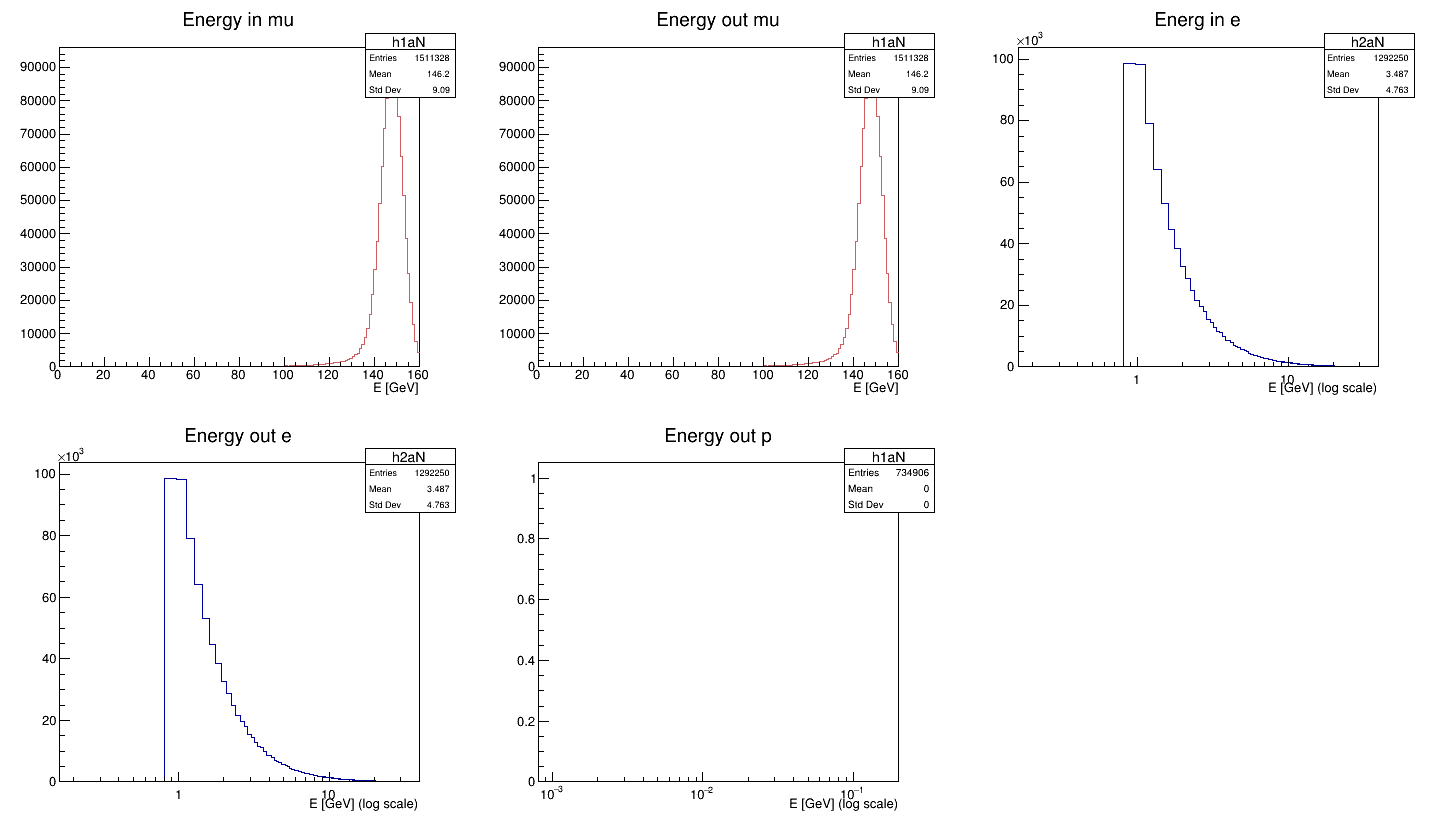 Energy in mu
h1aN
Entries 1511328
Mean 146.2
Std Dev 9.09
90000
80000
70000
60000
50000
40000
30000
20000
10000
0
0 20 40 60 80 100 120 140 160
E [GeV]
Energy out mu
h1aN
Entries 1511328
Mean 146.2
Std Dev 9.09
90000
80000
70000
60000
50000
40000
30000
20000
10000
0
0 20 40 60 80 100 120 140 160
E [GeV]
Energ in e
×10³
h2aN
Entries 1292250
Mean 3.487
Std Dev 4.763
100
80
60
40
20
0
1 10
E [GeV] (log scale)
Energy out e
×10³
h2aN
Entries 1292250
Mean 3.487
Std Dev 4.763
100
80
60
40
20
0
1 10
E [GeV] (log scale)
Energy out p
h1aN
Entries 734906
Mean 0
Std Dev 0
1
0.8
0.6
0.4
0.2
0
10⁻³ 10⁻² 10⁻¹
E [GeV] (log scale)